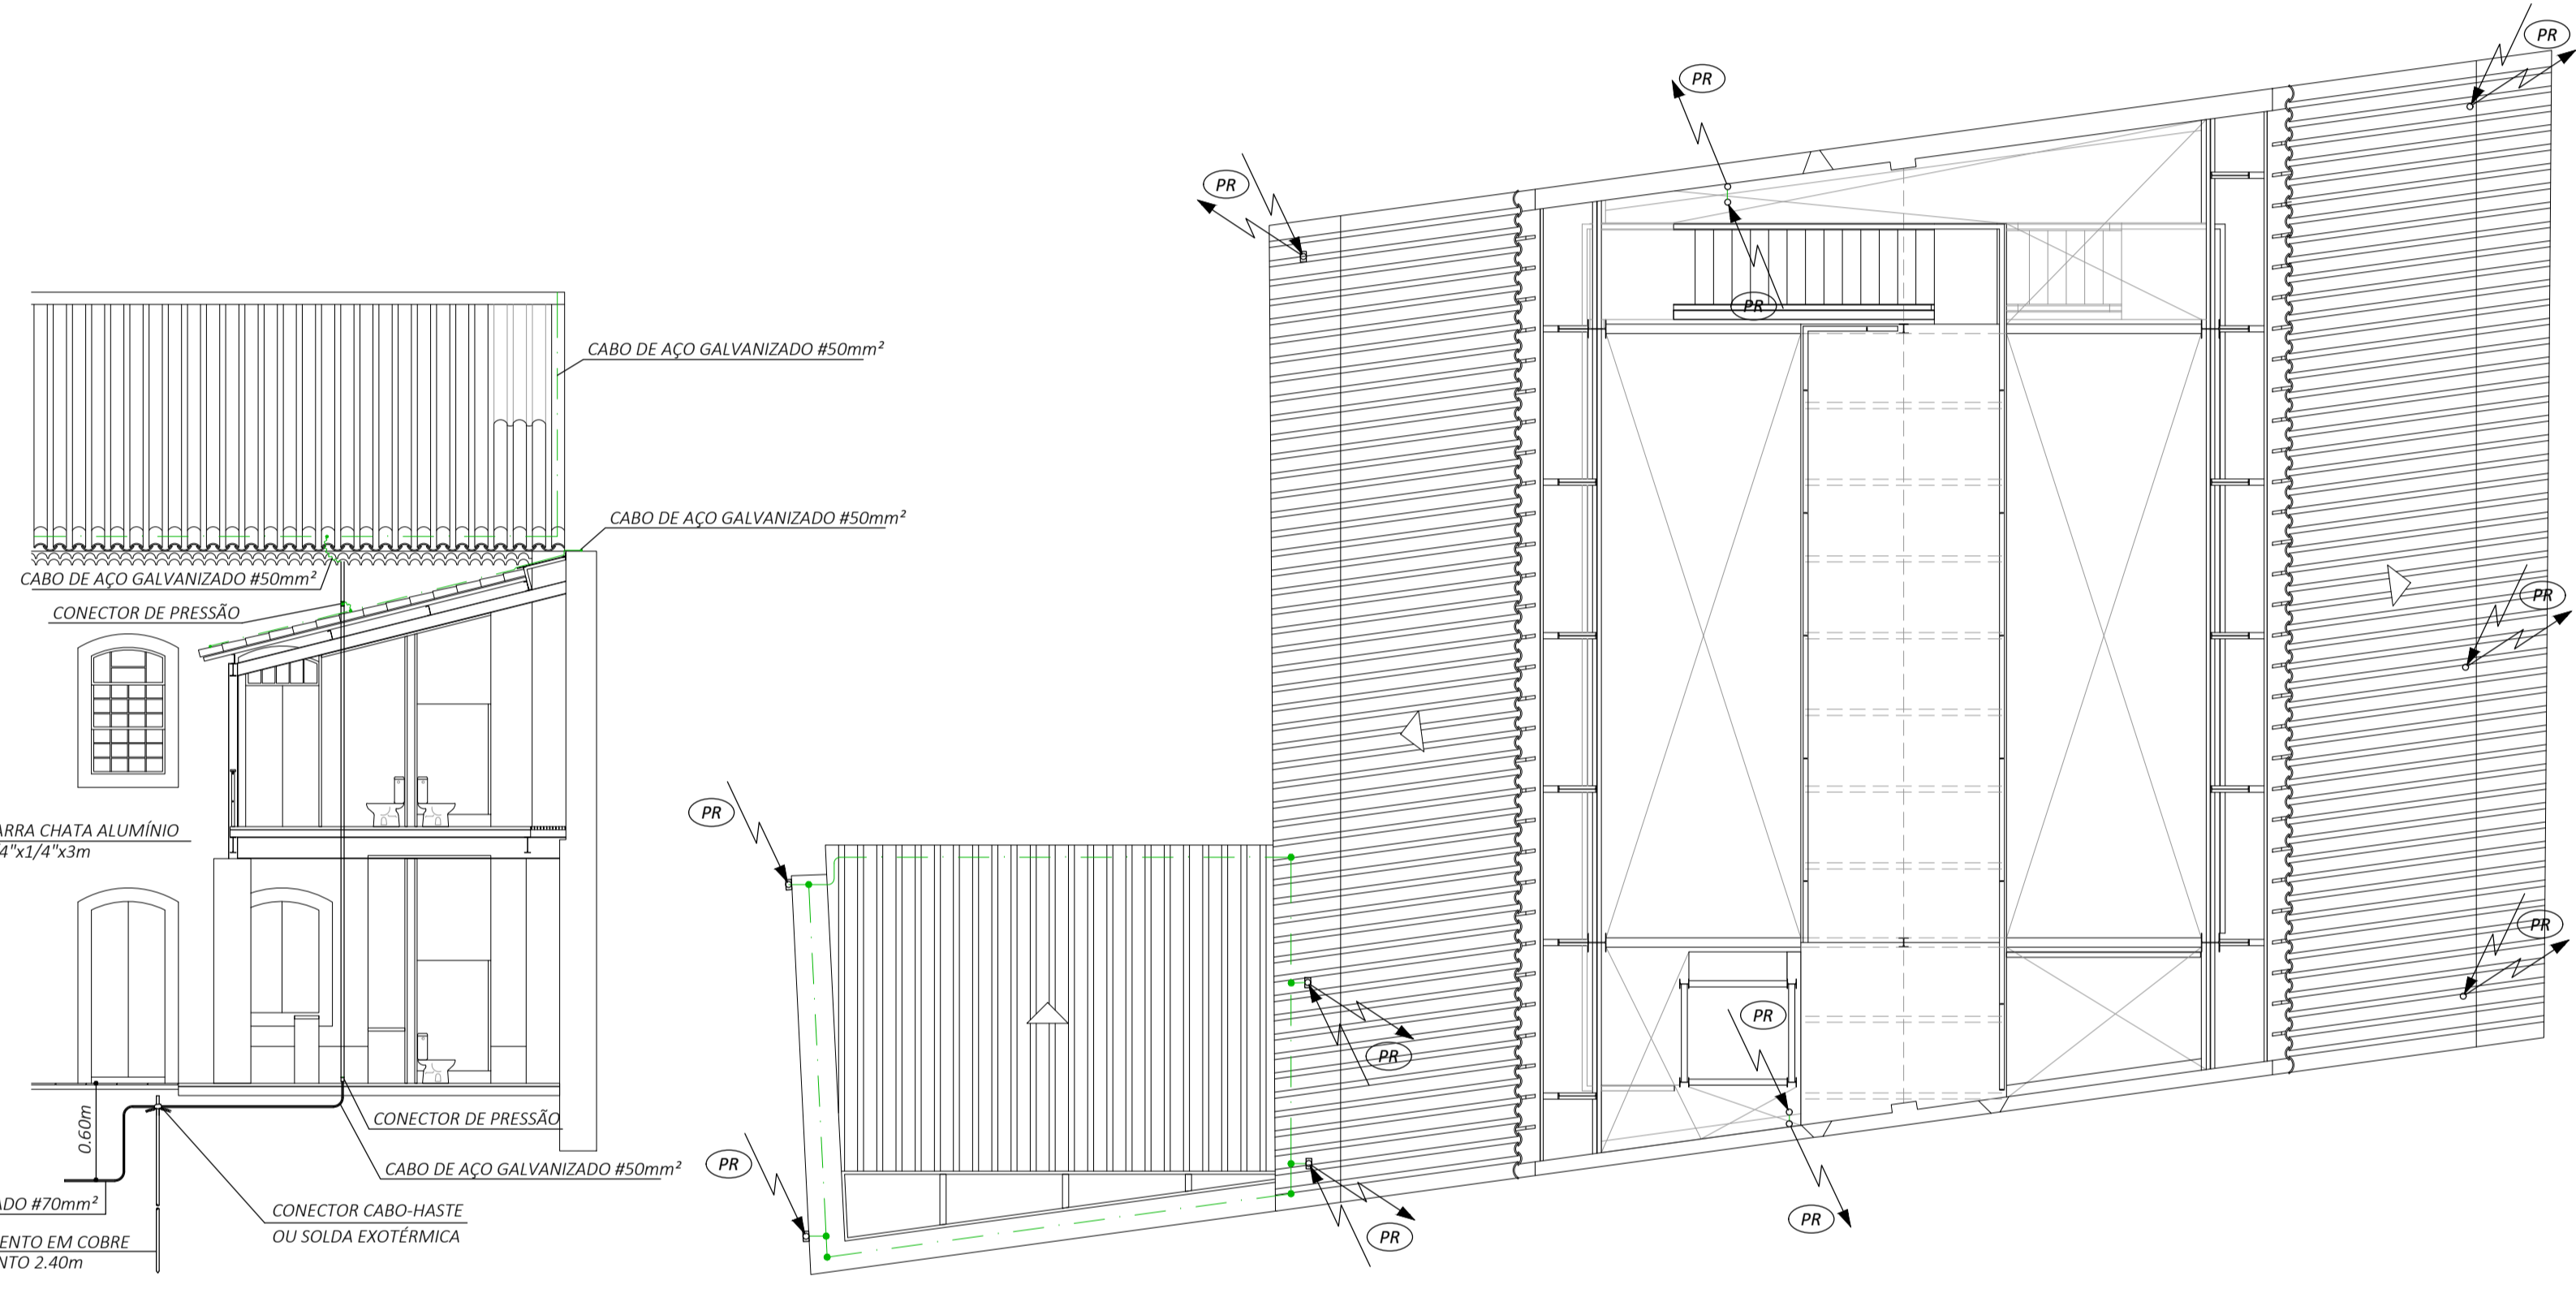 CABO DE AÇO GALVANIZADO #50mm²
CABO DE AÇO GALVANIZADO #50mm²
CABO DE AÇO GALVANIZADO #50mm²
CONECTOR DE PRESSÃO
ARRA CHATA ALUMÍNIO
4"x1/4"x3m
0.60m
CONECTOR DE PRESSÃO
CABO DE AÇO GALVANIZADO #50mm²
ADO #70mm²
CONECTOR CABO-HASTE
OU SOLDA EXOTÉRMICA
ENTO EM COBRE
NTO 2.40m
PR
PR
PR
PR
PR
PR
PR
PR
PR
PR
PR
PR
PR